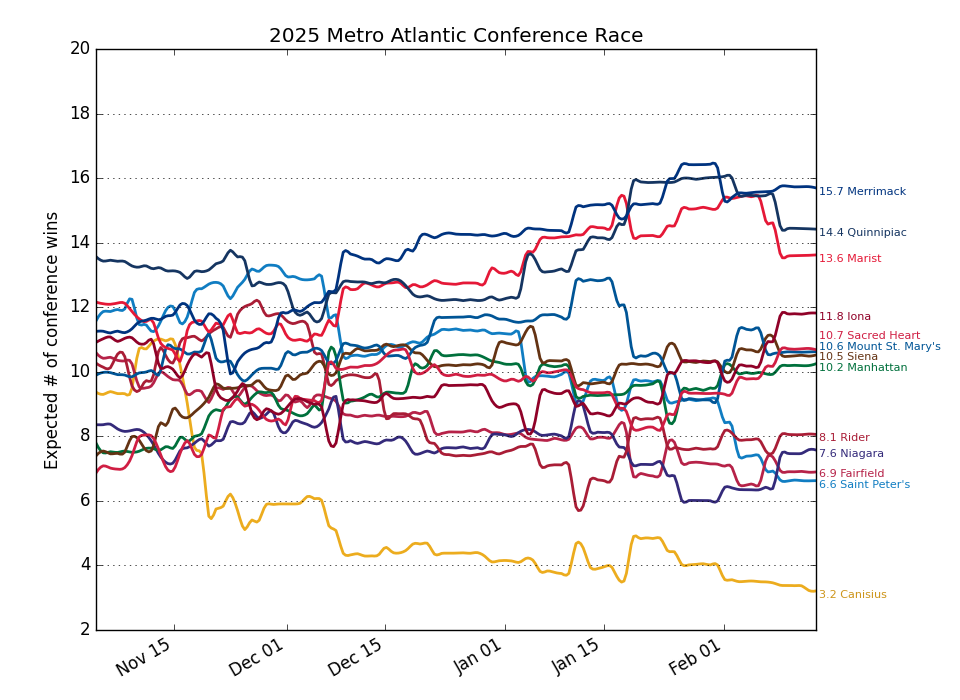 2025 Metro Atlantic Conference Race
Expected # of conference wins
20
18
16
14
12
10
8
6
4
2
Nov 15
Dec 01
Dec 15
Jan 01
Jan 15
Feb 01
15.7 Merrimack
14.4 Quinnipiac
13.6 Marist
11.8 Iona
10.7 Sacred Heart
10.6 Mount St. Mary's
10.5 Siena
10.2 Manhattan
8.1 Rider
7.6 Niagara
6.9 Fairfield
6.6 Saint Peter's
3.2 Canisius